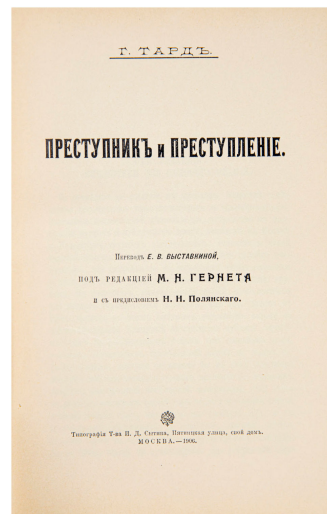 Г. ТАРДЪ.
ПРЕСТУПНИКЪ и ПРЕСТУПЛЕНІЕ.
Переводъ Е. В. ВЫСТАВКИНОЙ,
ПОДЪ РЕДАКЦІЕЙ М. Н. ГЕРНЕТА
и съ предисловіемъ Н. Н. Полянскаго.
Типографія Т-ва И. Д. Сытина, Пятницкая улица, свой домъ.
МОСКВА.—1906.